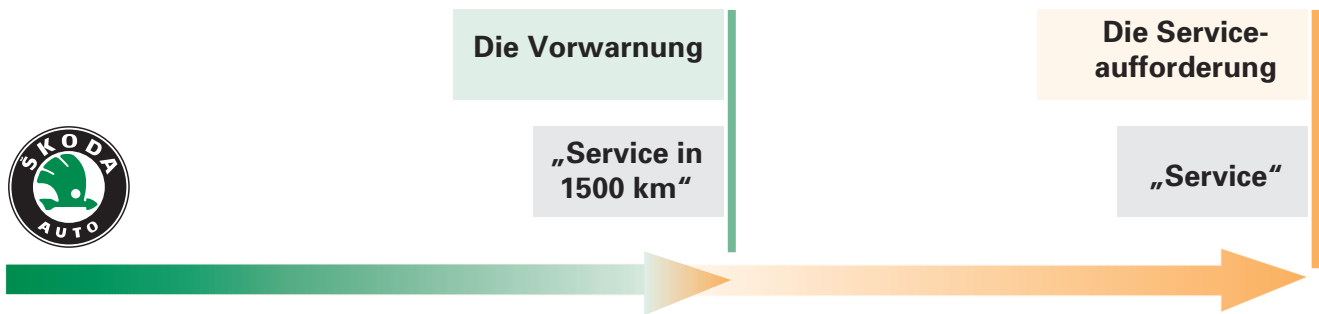 Die Vorwarnung
Die Service-
aufforderung
„Service in
1500 km“
„Service“
ŠKODA
AUTO